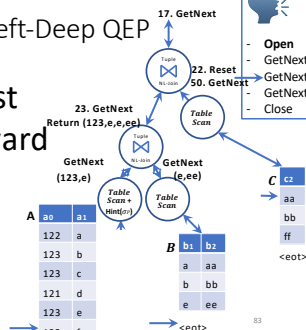 17. GetNext
eft-Deep QEP
Open
GetNext
GetNext
GetNext
Close
Tuple
NL-Join
22. Reset
50. GetNext
st
ard
23. GetNext
Return (123,e,e,ee)
Table
Scan
Tuple
NL-Join
GetNext
(123,e)
GetNext
(e,ee)
Table
Scan +
Table
Scan
A
a0 a1
122 a
123 b
123 c
121 d
123 e
B
b1 b2
a aa
b bb
e ee
<eot>
C
c2
aa
bb
ff
<eot>
83